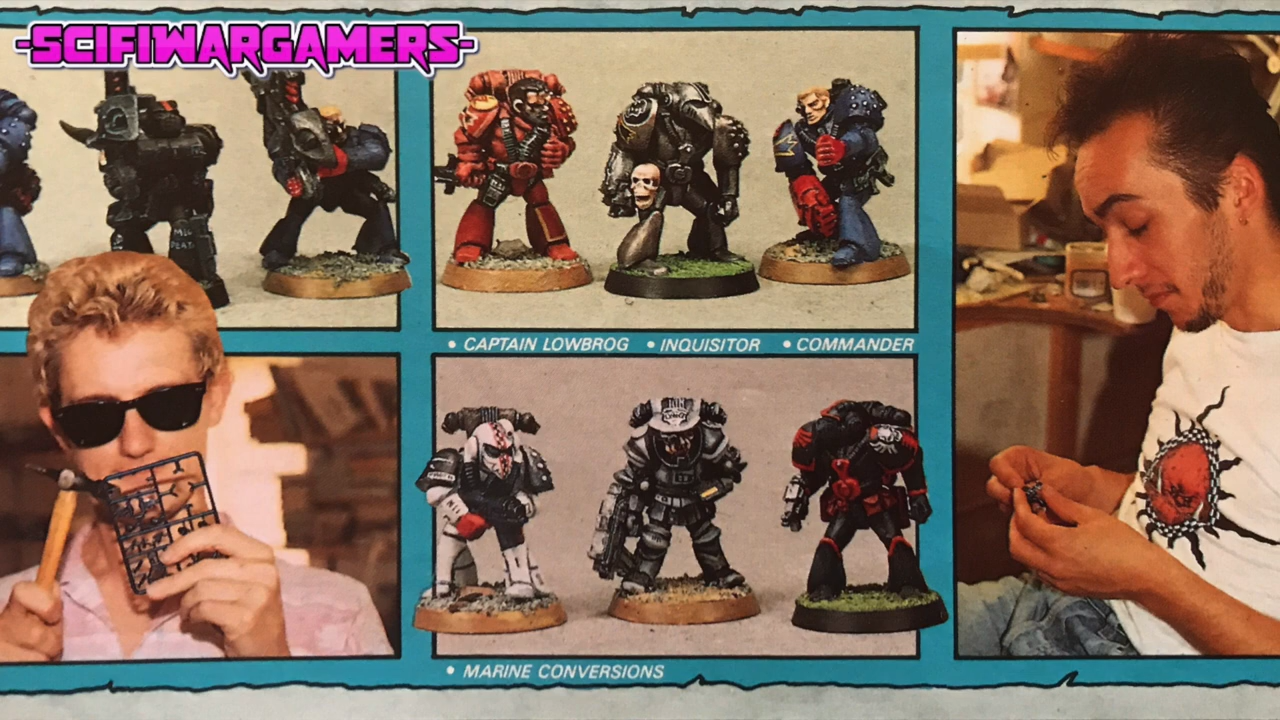 -SCIFIWARGAMERS-
• CAPTAIN LOWBROG • INQUISITOR • COMMANDER
• MARINE CONVERSIONS